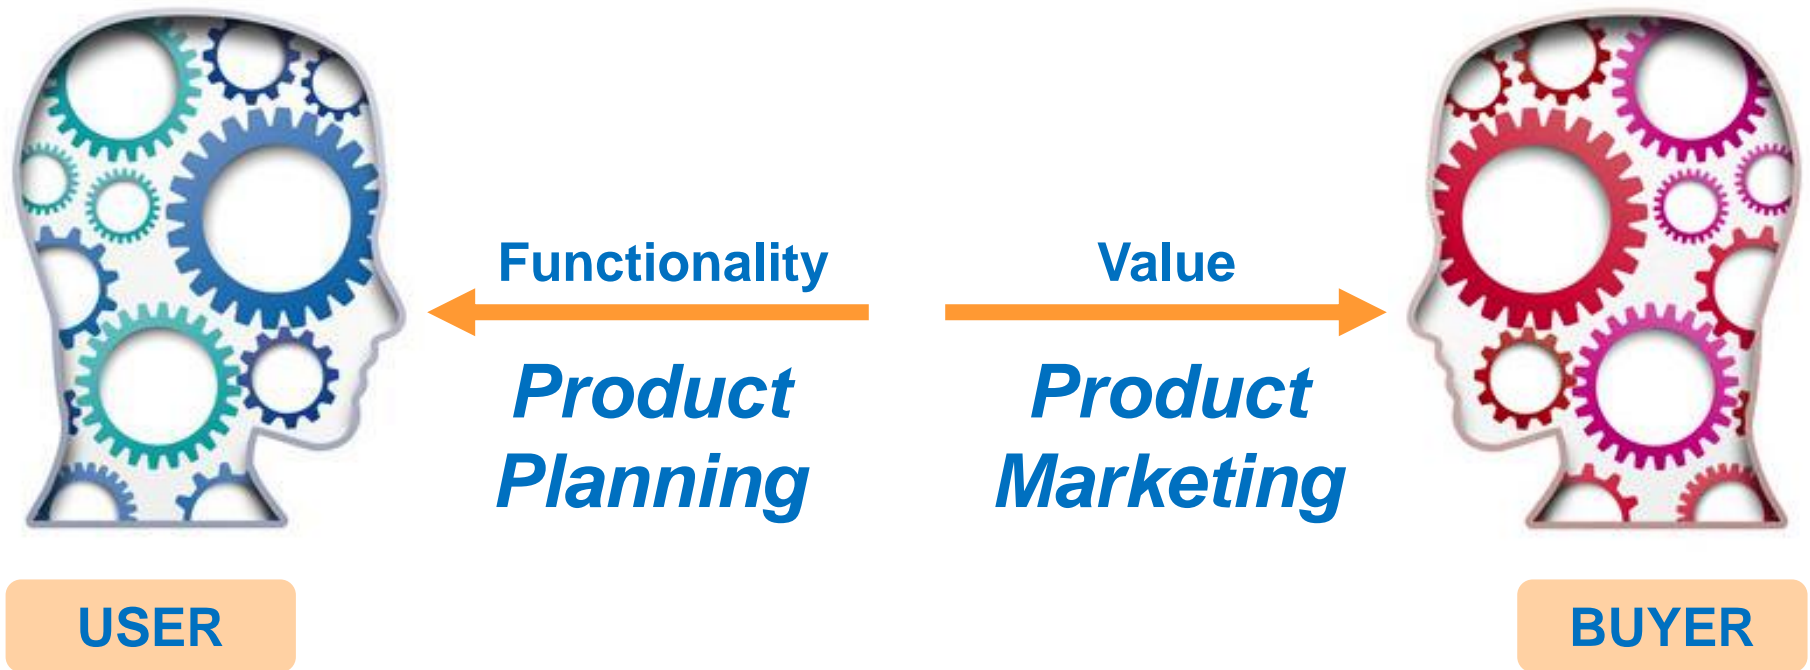 Functionality
Value
Product
Planning
Product
Marketing
USER
BUYER